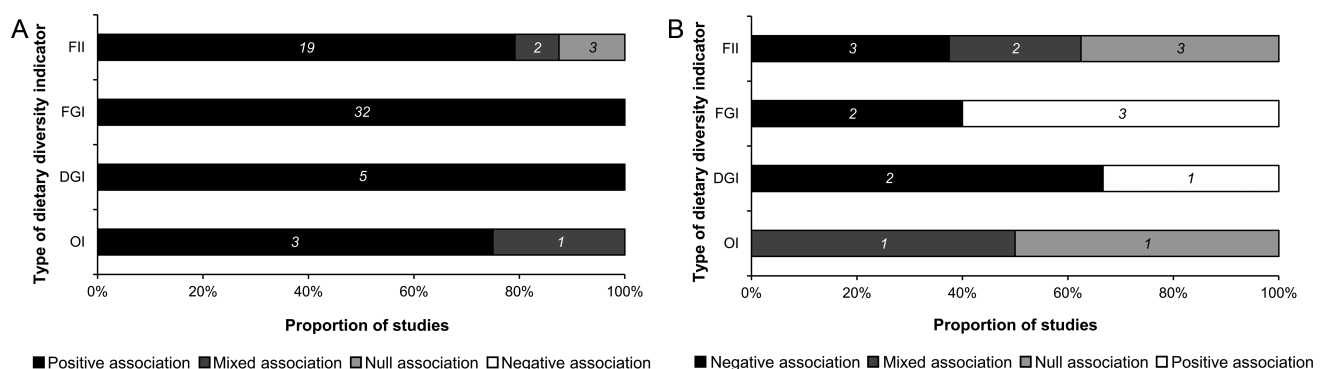 A
Type of dietary diversity indicator
FII
19
2
3
FGI
32
DGI
5
OI
3
1
0%
20%
40%
60%
80%
100%
Proportion of studies
Positive association
Mixed association
Null association
Negative association
B
Type of dietary diversity indicator
FII
3
2
3
FGI
2
3
DGI
2
1
OI
1
1
0%
20%
40%
60%
80%
100%
Proportion of studies
Negative association
Mixed association
Null association
Positive association